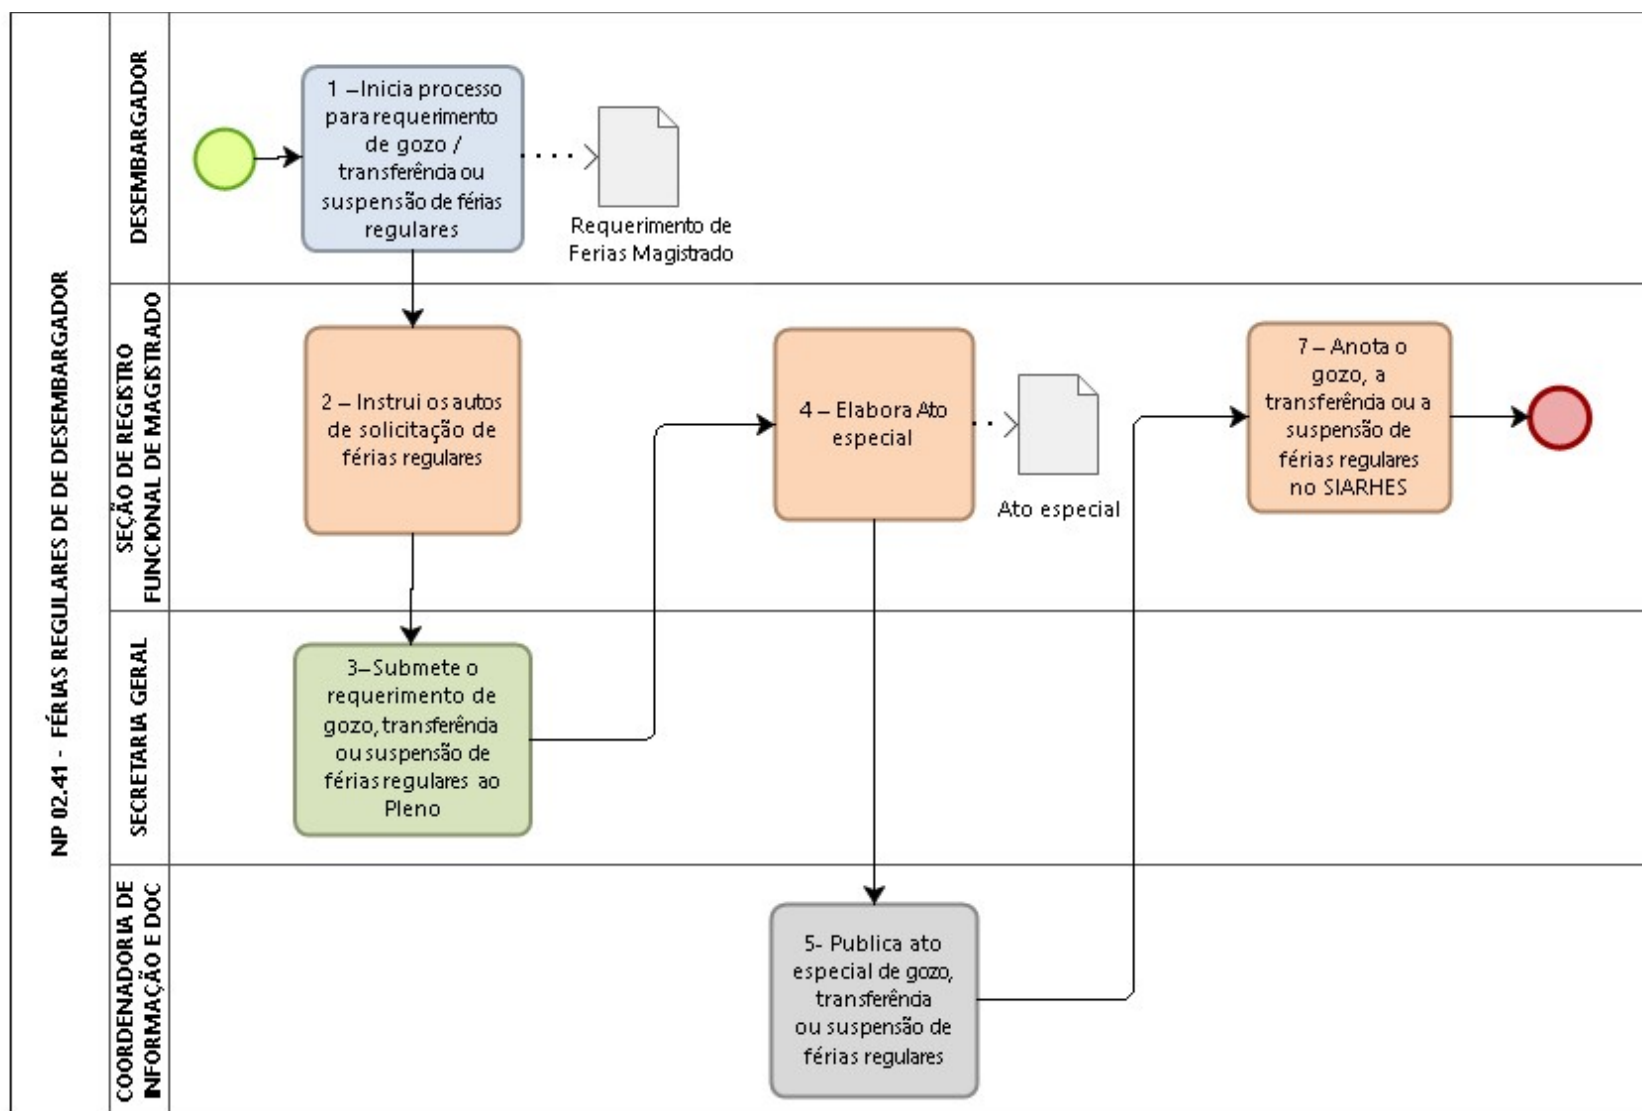 NP 02.41 - FÉRIAS REGULARES DE DE DESEMBARGADOR
DESEMBARGADOR
1 –Inicia processo
para requerimento
de gozo /
transferência ou
suspensão de férias
regulares
Requerimento de
Ferias Magistrado
SEÇÃO DE REGISTRO
FUNCIONAL DE MAGISTRADO
2 – Instrui os autos
de solicitação de
férias regulares
4 – Elabora Ato
especial
Ato especial
7 – Anota o
gozo, a
transferência ou a
suspensão de
férias regulares
no SIARHES
SECRETARIA GERAL
3–Submete o
requerimento de
gozo, transferência
ou suspensão de
férias regulares ao
Pleno
COORDENADORIA DE
INFORMAÇÃO E DOC
5- Publica ato
especial de gozo,
transferência
ou suspensão de
férias regulares